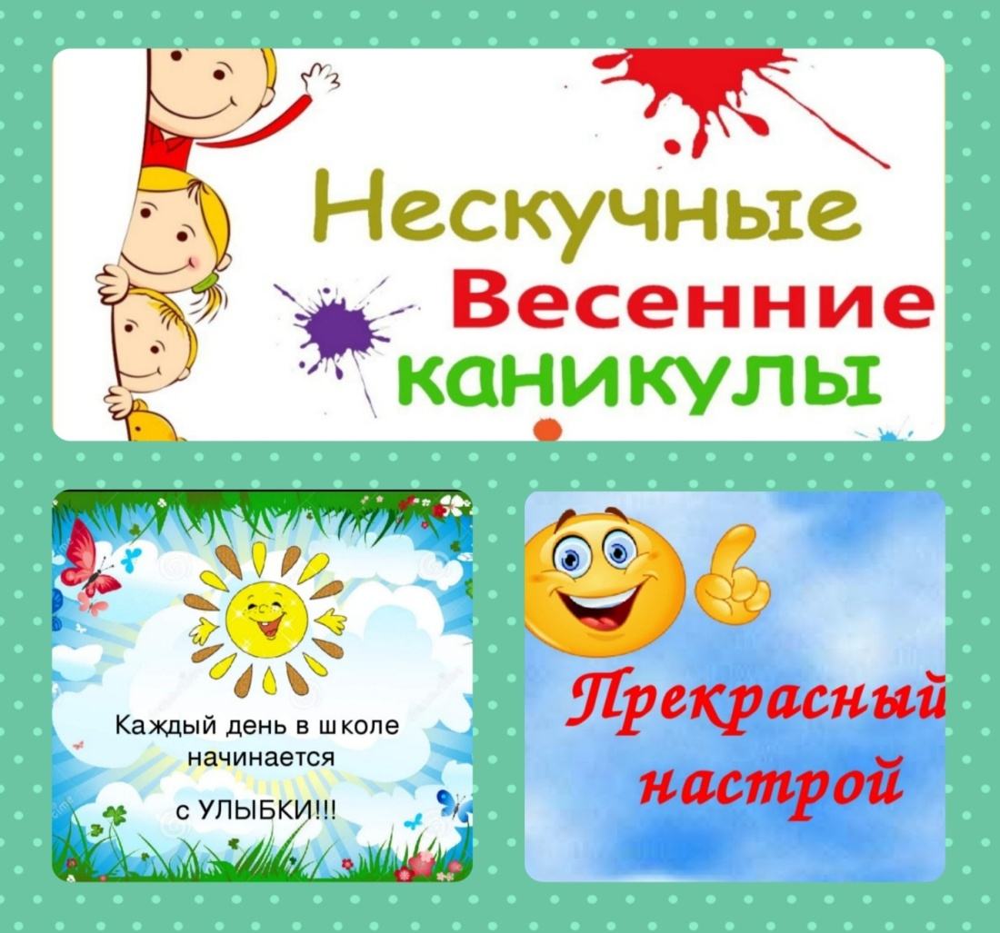 Нескучные
Весенние
каникулы
Каждый день в школе
начинается
с УЛЫБКИ!!!
Прекрасный
настрой